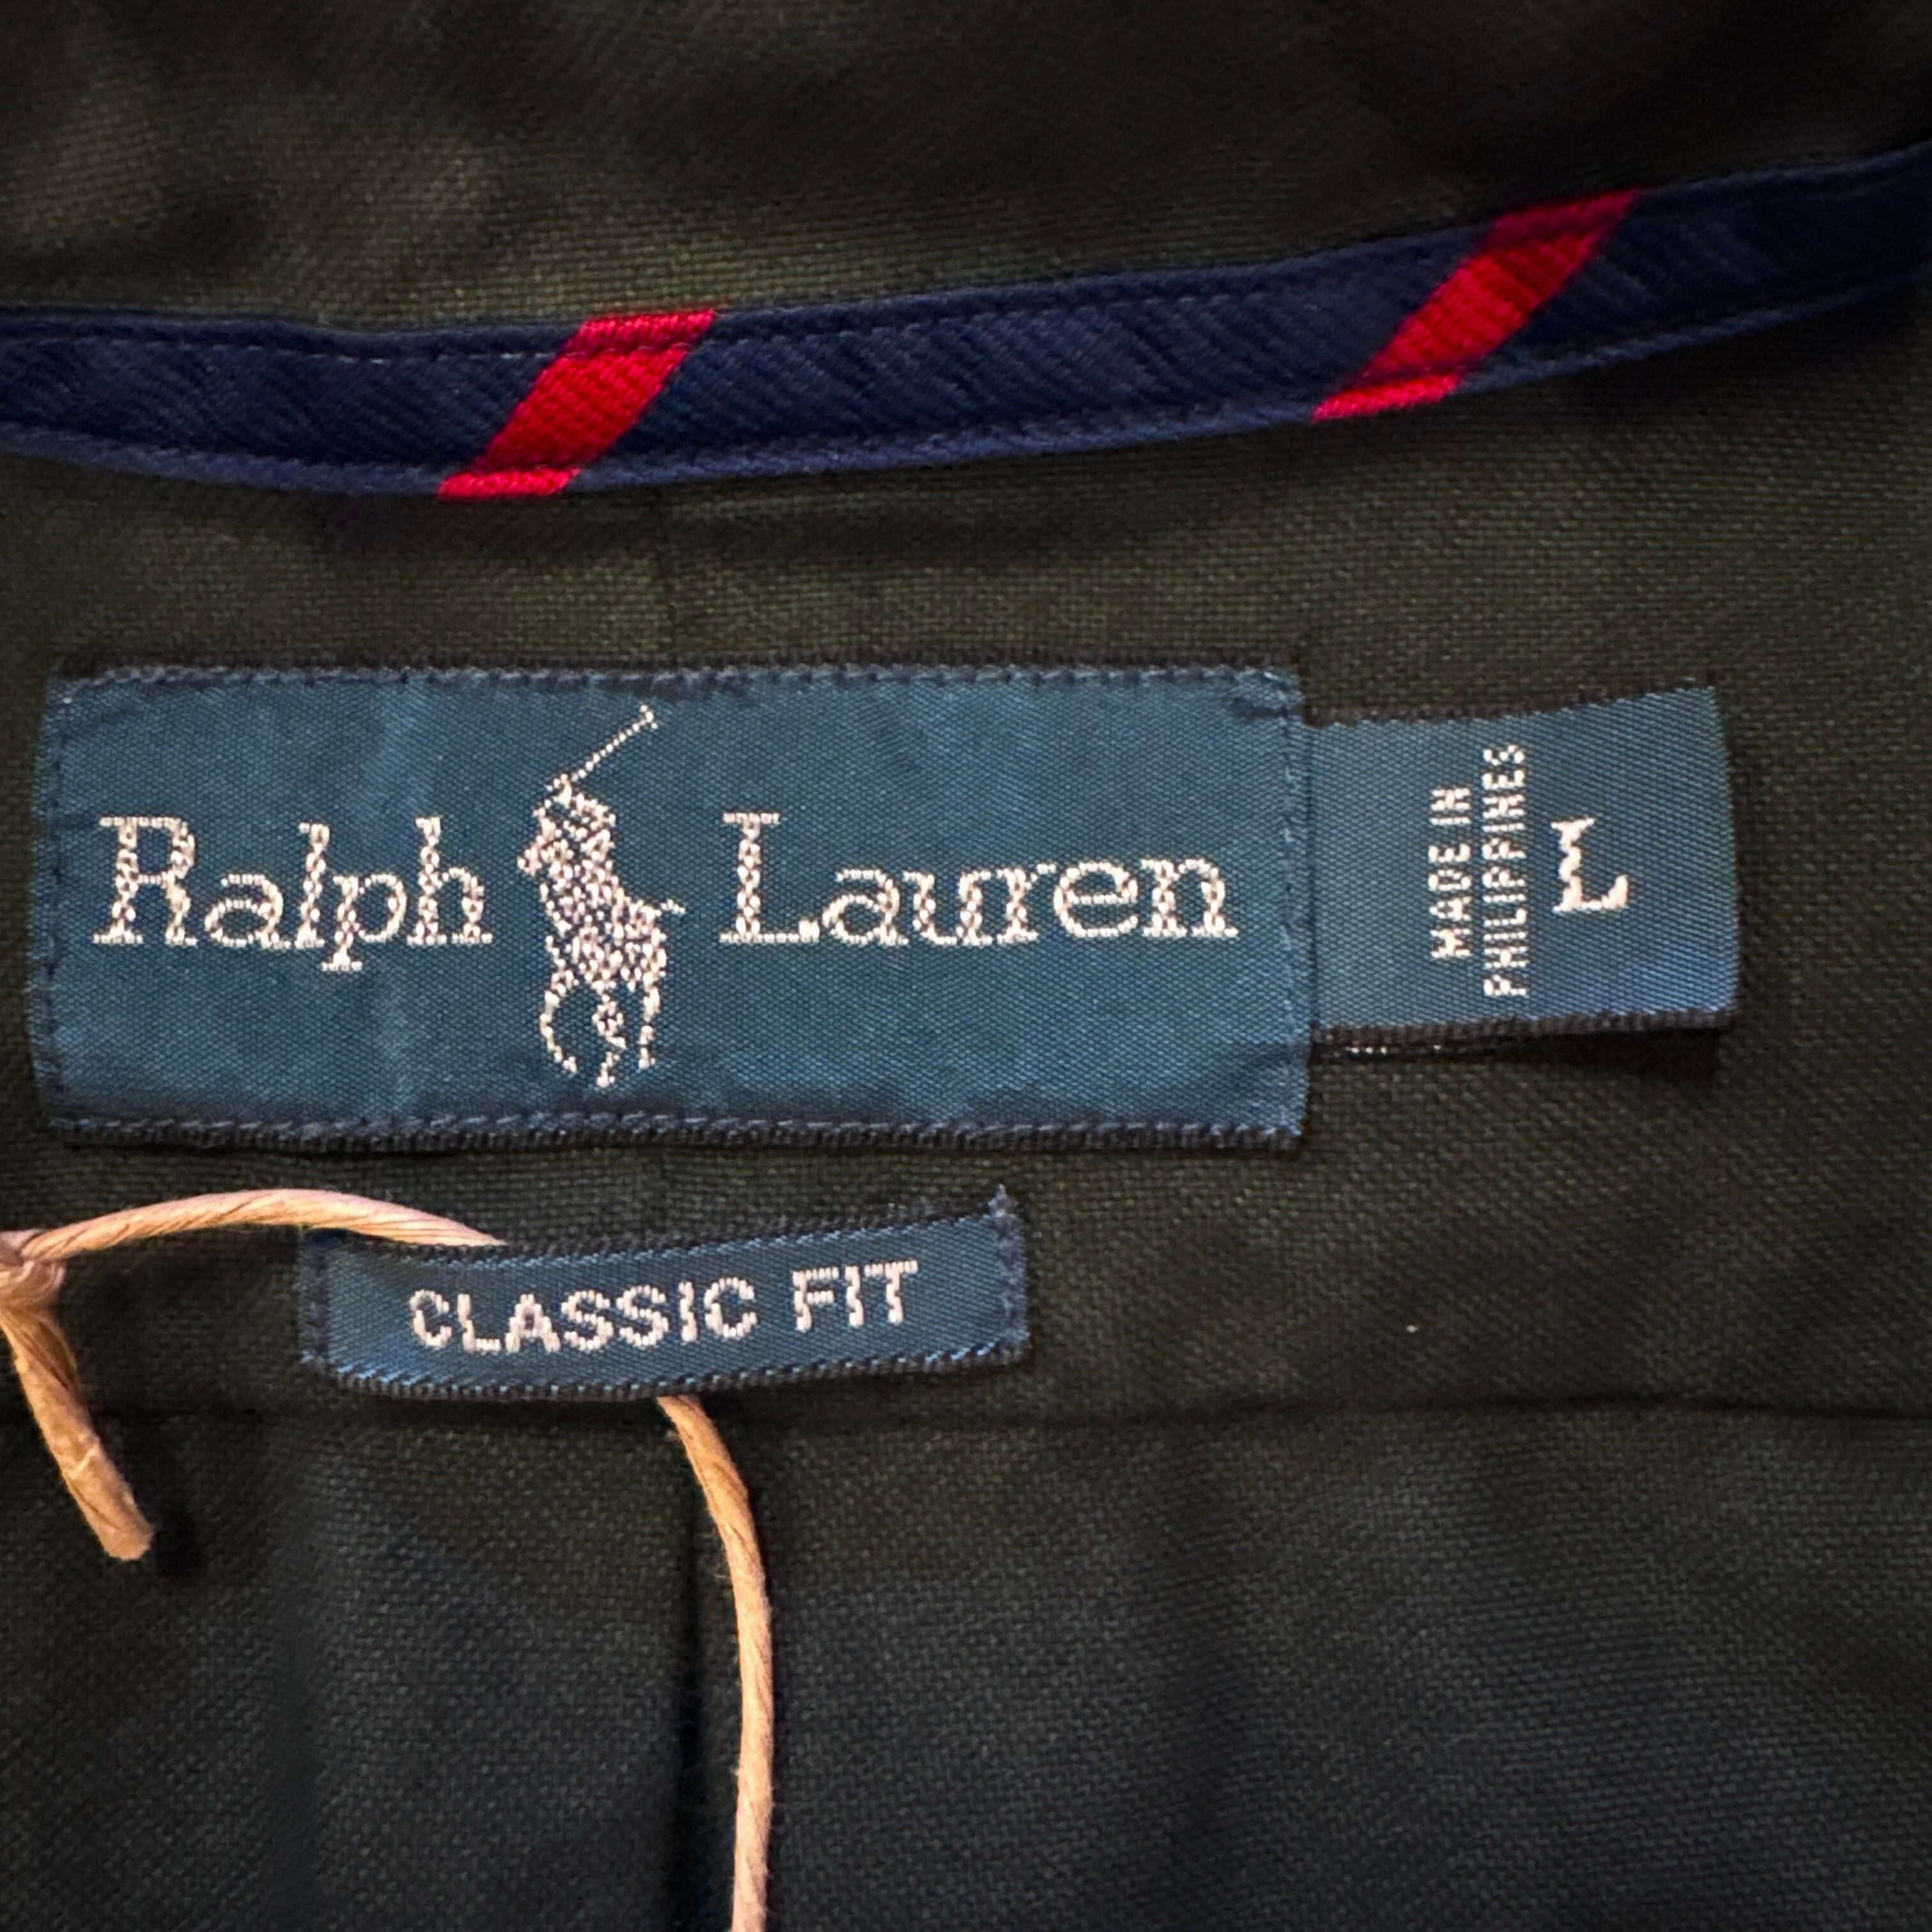 Ralph Lauren
MADE IN
PHILIPPINES
L
CLASSIC FIT